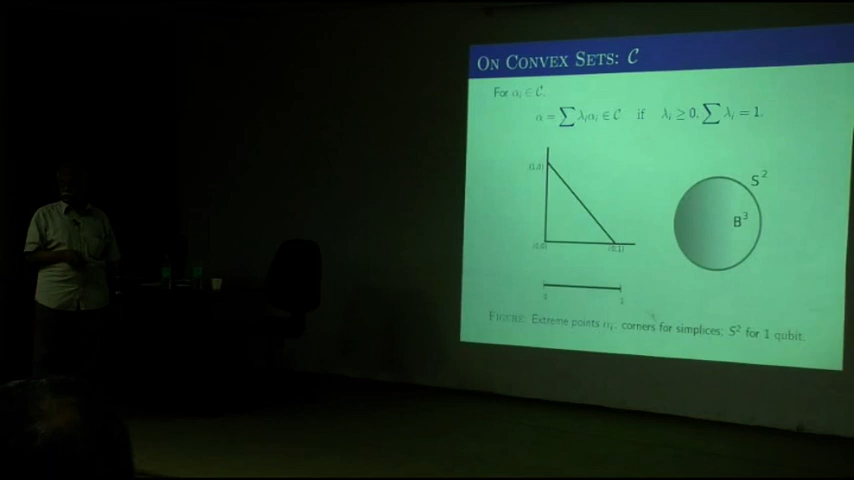 ON CONVEX SETS: 𝒞
For αᵢ ∈ 𝒞,
α = ∑ λᵢαᵢ ∈ 𝒞 if λᵢ ≥ 0, ∑ λᵢ = 1.
(1,0)
S²
B³
(0,0) (0,1)
0 1
FIGURE: Extreme points αᵢ, corners for simplices; S² for 1 qubit.